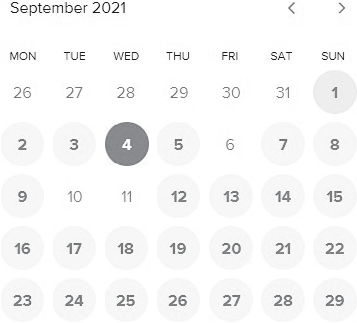 September 2021
MON TUE WED THU FRI SAT SUN
26 27 28 29 30 31 1
2 3 4 5 6 7 8
9 10 11 12 13 14 15
16 17 18 19 20 21 22
23 24 25 26 27 28 29